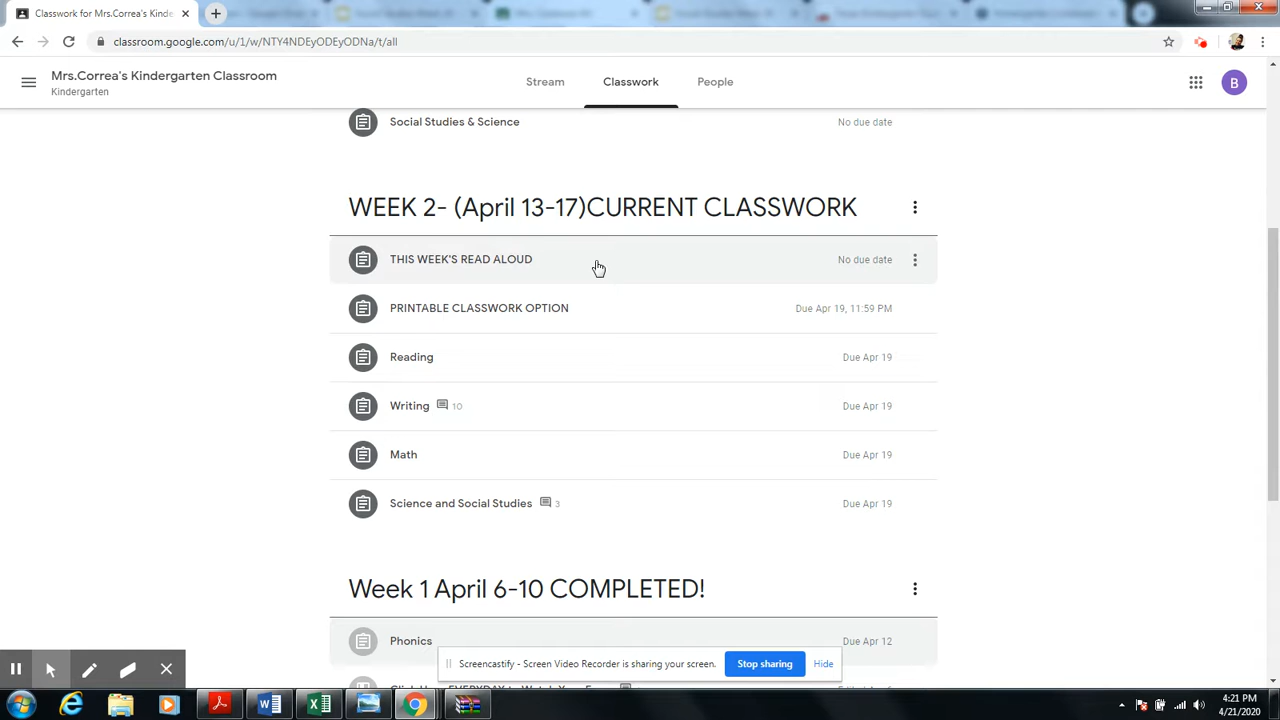 Classwork for Mrs.Correa's Kinde
classroom.google.com/u/1/w/NTY4NDEyODEyODNa/t/all
Mrs.Correa's Kindergarten Classroom
Kindergarten
Stream
Classwork
People
B
Social Studies & Science
No due date
WEEK 2- (April 13-17)CURRENT CLASSWORK
THIS WEEK'S READ ALOUD
No due date
PRINTABLE CLASSWORK OPTION
Due Apr 19, 11:59 PM
Reading
Due Apr 19
Writing 10
Due Apr 19
Math
Due Apr 19
Science and Social Studies 3
Due Apr 19
Week 1 April 6-10 COMPLETED!
Phonics
Due Apr 12
Screencastify - Screen Video Recorder is sharing your screen.
Stop sharing
Hide
4:21 PM
4/21/2020